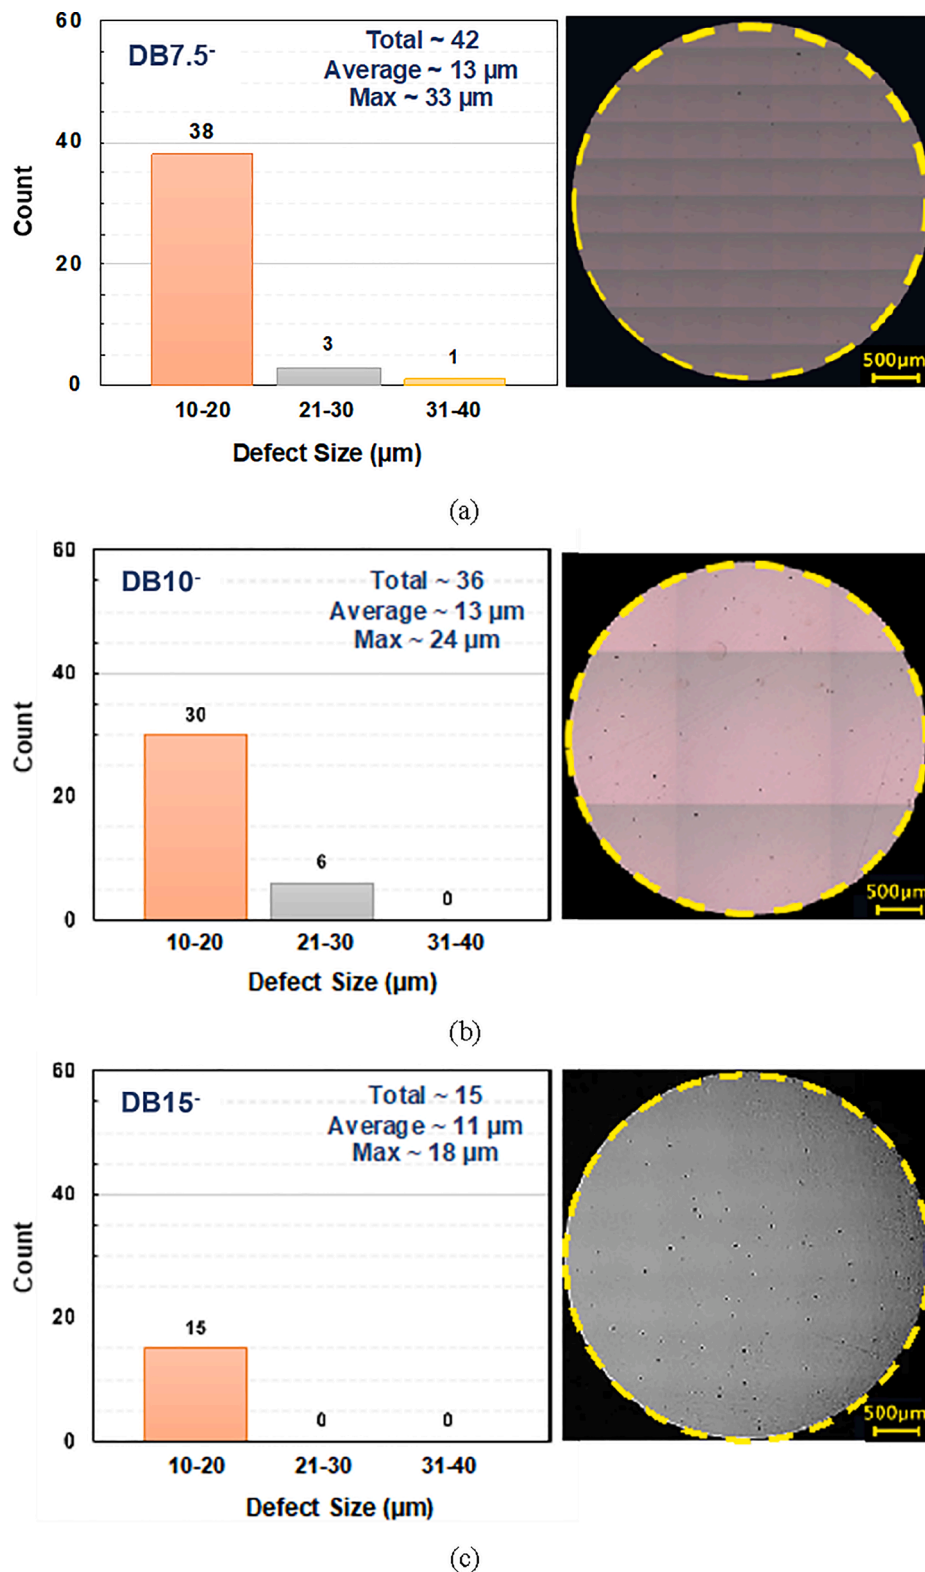 60
DB7.5-
Total ~ 42
Average ~ 13 µm
Max ~ 33 µm
40
38
Count
20
3
1
0
10-20 21-30 31-40
Defect Size (µm)
500µm
(a)
60
DB10-
Total ~ 36
Average ~ 13 µm
Max ~ 24 µm
40
30
Count
20
6
0
0
10-20 21-30 31-40
Defect Size (µm)
500µm
(b)
60
DB15-
Total ~ 15
Average ~ 11 µm
Max ~ 18 µm
40
Count
20
15
0
0
0
10-20 21-30 31-40
Defect Size (µm)
500µm
(c)